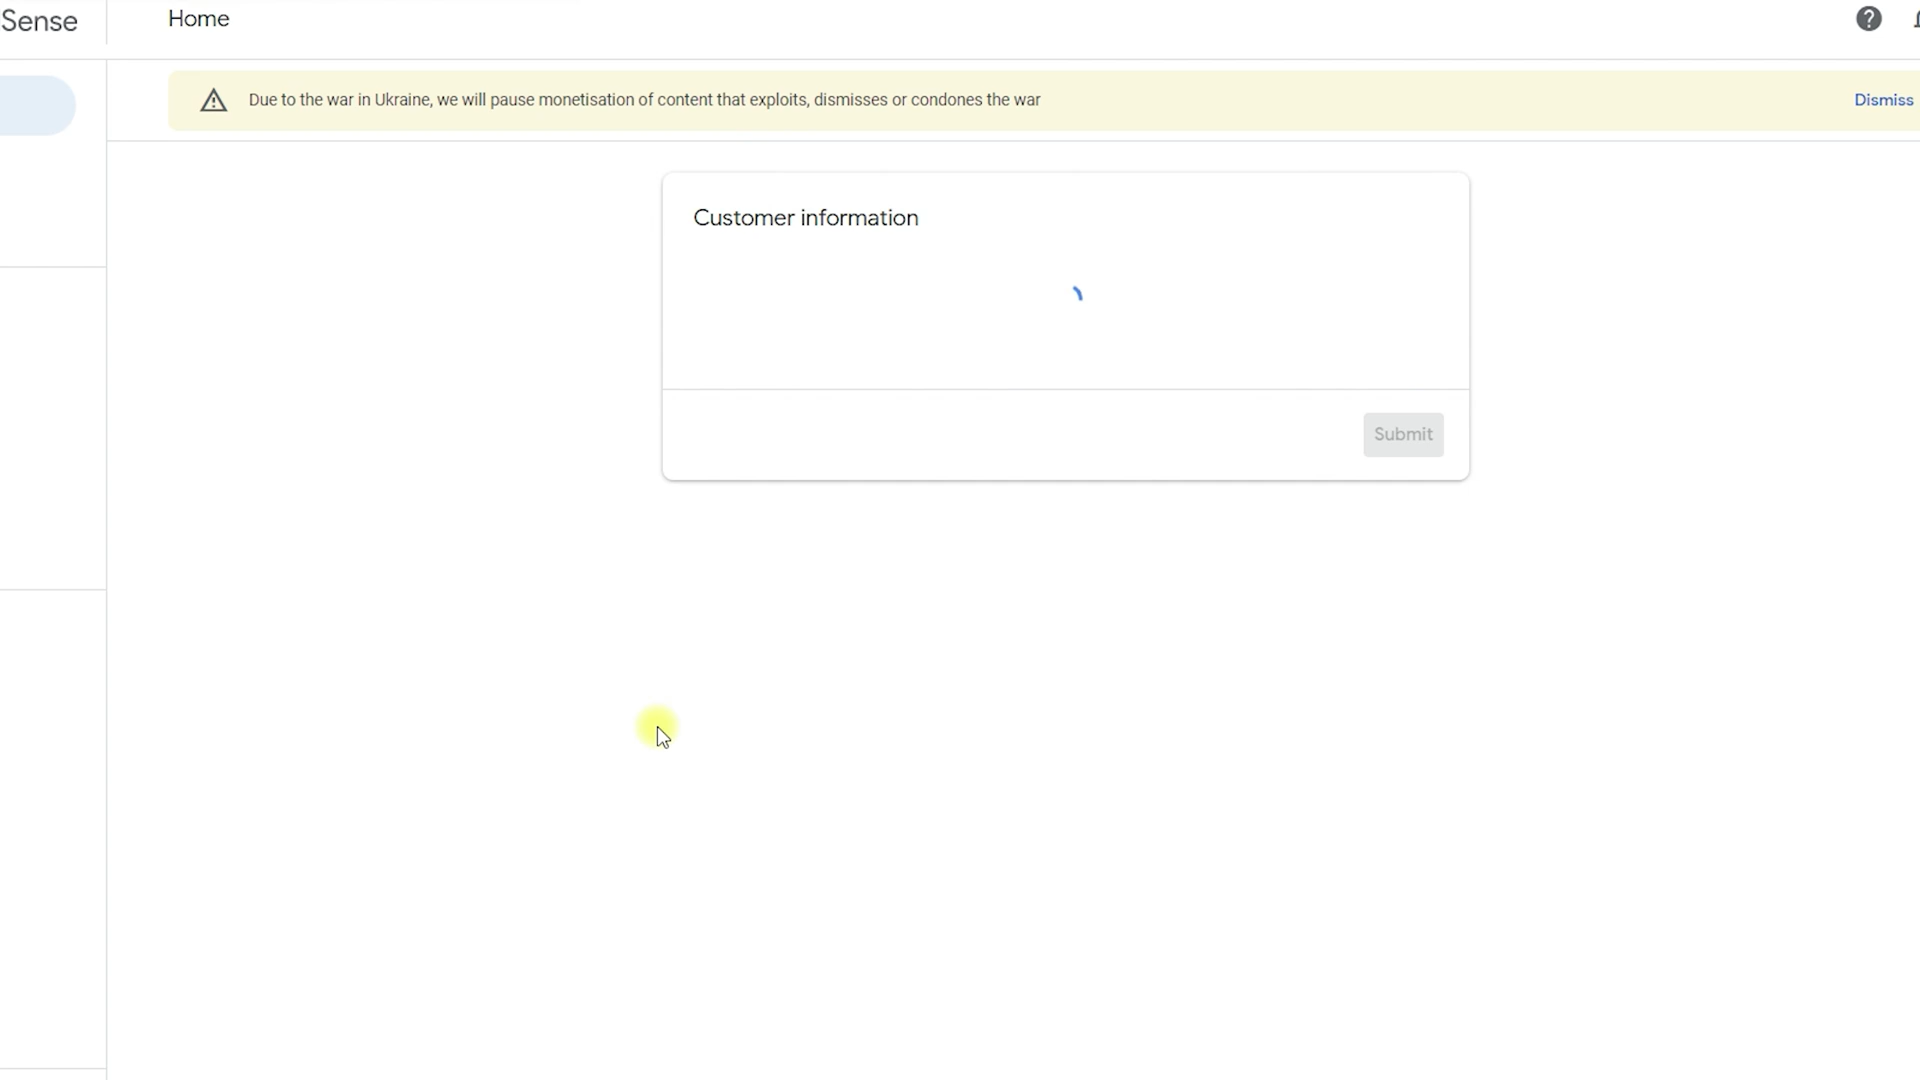 Sense
Home
Due to the war in Ukraine, we will pause monetisation of content that exploits, dismisses or condones the war
Dismiss
Customer information
Submit